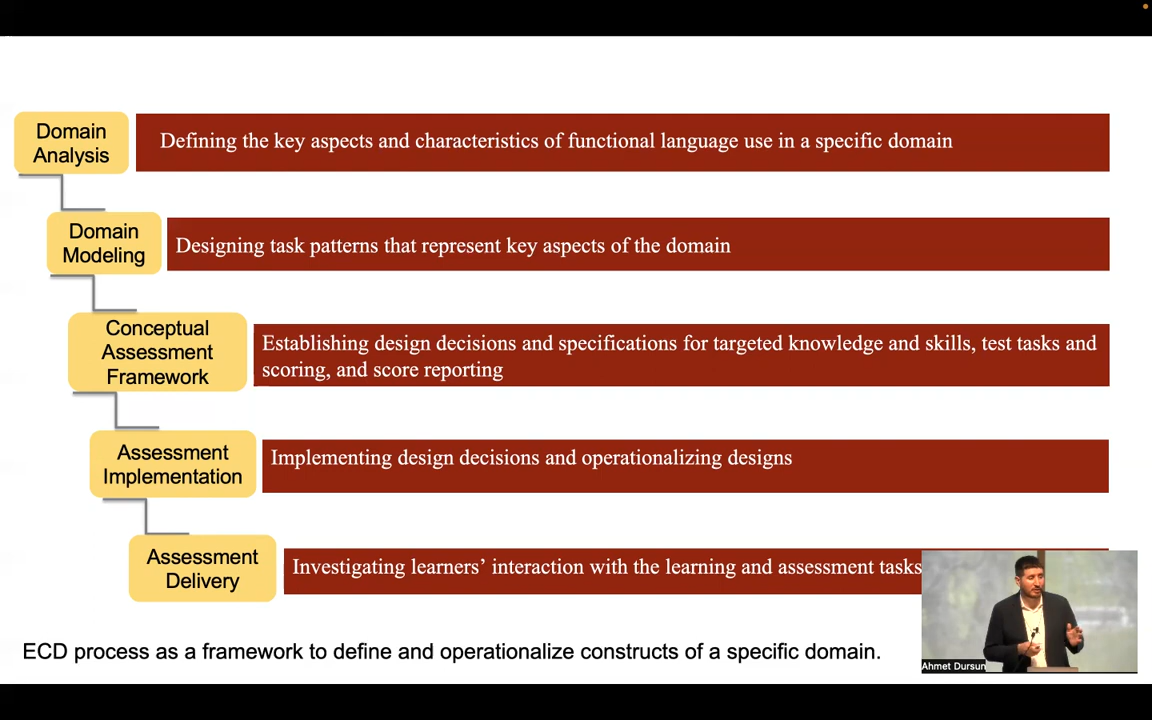 Domain
Analysis
Defining the key aspects and characteristics of functional language use in a specific domain
Domain
Modeling
Designing task patterns that represent key aspects of the domain
Conceptual
Assessment
Framework
Establishing design decisions and specifications for targeted knowledge and skills, test tasks and
scoring, and score reporting
Assessment
Implementation
Implementing design decisions and operationalizing designs
Assessment
Delivery
Investigating learners’ interaction with the learning and assessment tasks
ECD process as a framework to define and operationalize constructs of a specific domain.
Ahmet Dursun